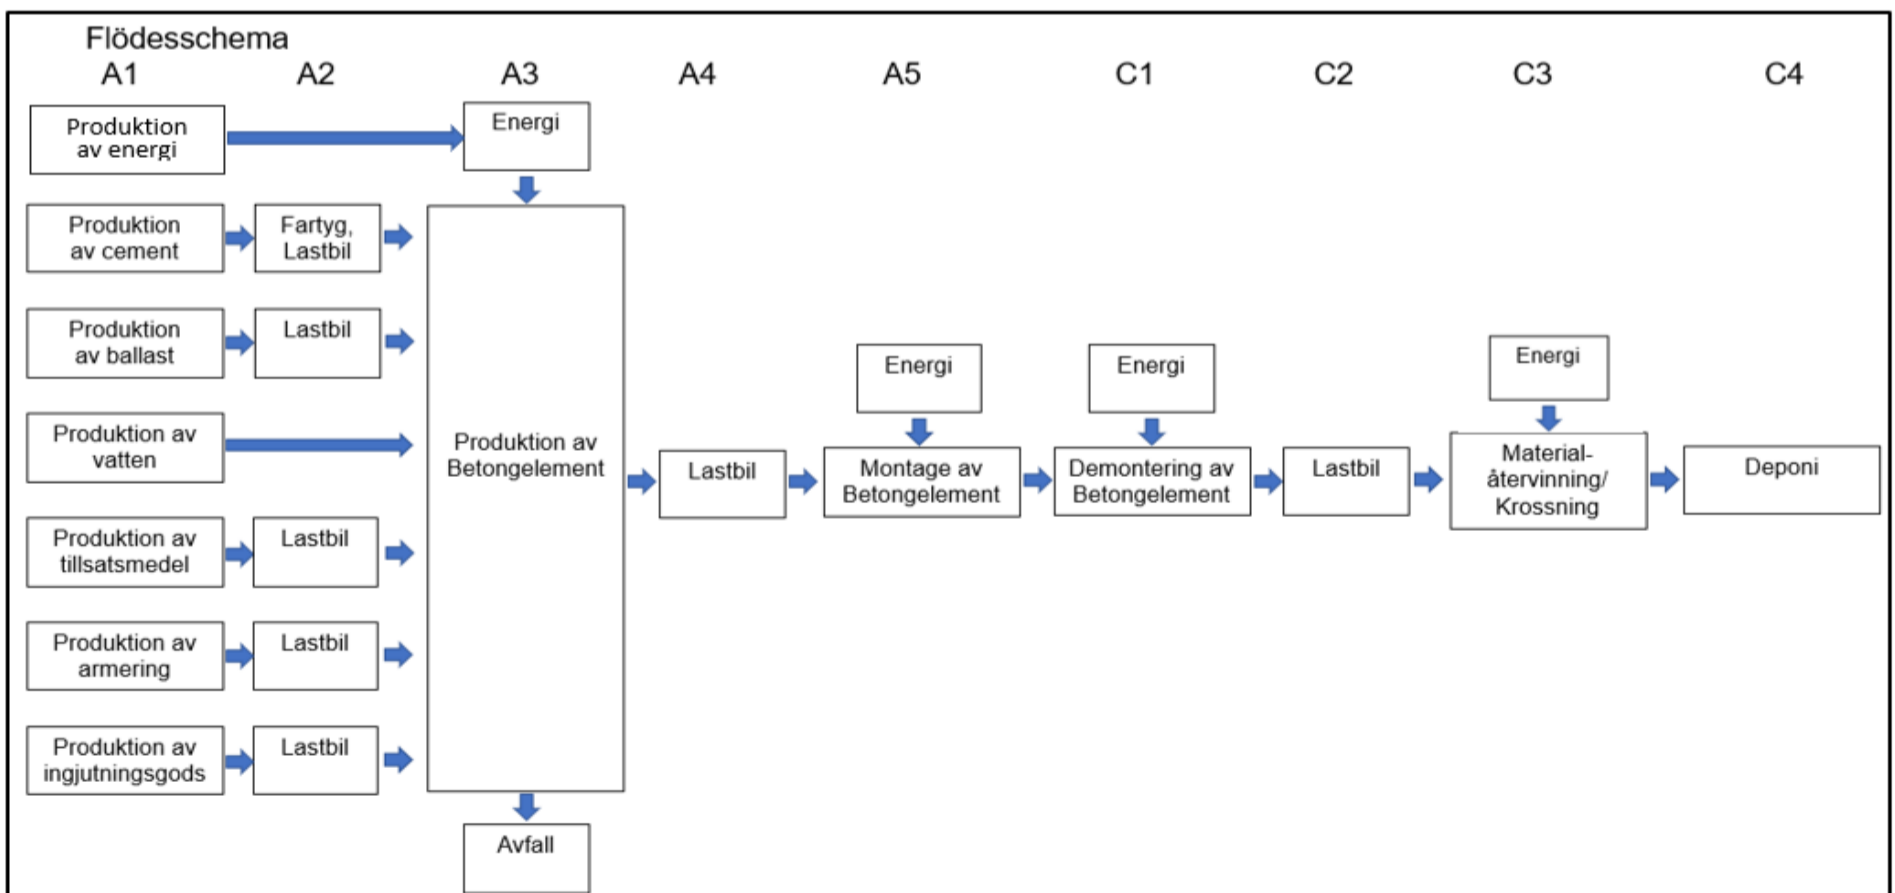 Flödesschema
A1
A2
A3
A4
A5
C1
C2
C3
C4
Produktion
av energi
Energi
Produktion
av cement
Fartyg,
Lastbil
Produktion
av ballast
Lastbil
Produktion av
vatten
Produktion av
tillsatsmedel
Lastbil
Produktion av
armering
Lastbil
Produktion av
ingjutningsgods
Lastbil
Produktion av
Betongelement
Avfall
Lastbil
Energi
Montage av
Betongelement
Energi
Demontering av
Betongelement
Lastbil
Energi
Material-
återvinning/
Krossning
Deponi